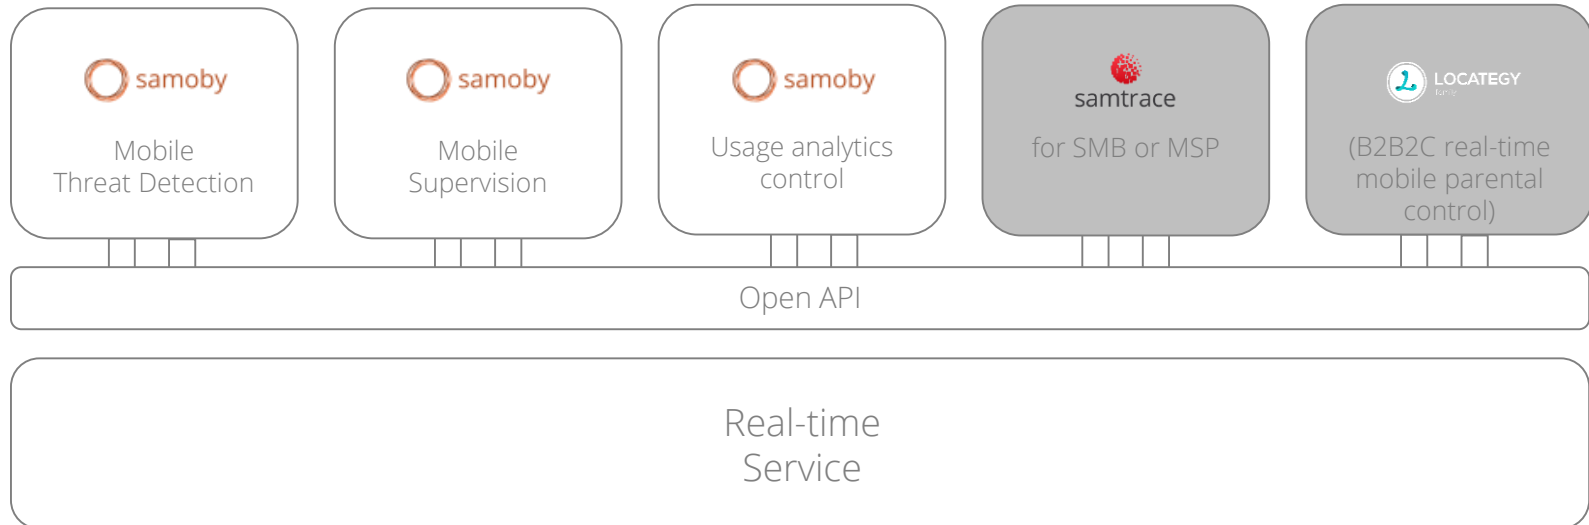 samoby
Mobile
Threat Detection
samoby
Mobile
Supervision
samoby
Usage analytics
control
samtrace
for SMB or MSP
LOCATEGY
(B2B2C real-time
mobile parental
control)
Open API
Real-time
Service